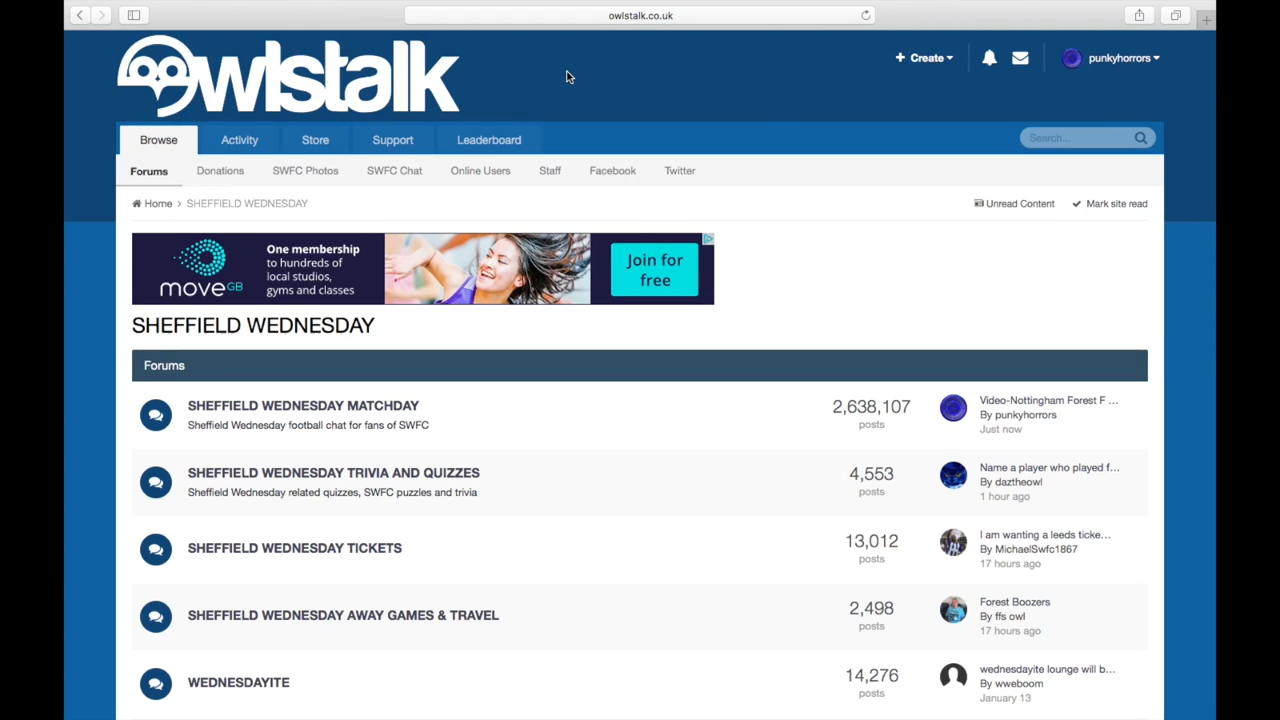 owlstalk.co.uk
owlstalk
Create
punkyhorrors
Browse
Activity
Store
Support
Leaderboard
Search...
Forums
Donations
SWFC Photos
SWFC Chat
Online Users
Staff
Facebook
Twitter
Home › SHEFFIELD WEDNESDAY
Unread Content
Mark site read
moveGB
One membership
to hundreds of
local studios,
gyms and classes
Join for
free
SHEFFIELD WEDNESDAY
Forums
SHEFFIELD WEDNESDAY MATCHDAY
Sheffield Wednesday football chat for fans of SWFC
2,638,107
posts
Video-Nottingham Forest F ...
By punkyhorrors
Just now
SHEFFIELD WEDNESDAY TRIVIA AND QUIZZES
Sheffield Wednesday related quizzes, SWFC puzzles and trivia
4,553
posts
Name a player who played f...
By daztheowl
1 hour ago
SHEFFIELD WEDNESDAY TICKETS
13,012
posts
I am wanting a leeds ticke...
By MichaelSwfc1867
17 hours ago
SHEFFIELD WEDNESDAY AWAY GAMES & TRAVEL
2,498
posts
Forest Boozers
By ffs owl
17 hours ago
WEDNESDAYITE
14,276
posts
wednesdayite lounge will b...
By wweboom
January 13